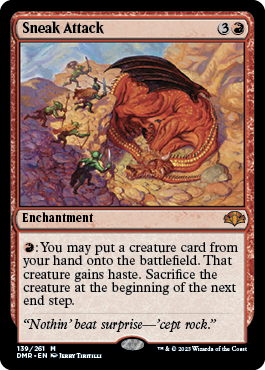 Sneak Attack 3
Enchantment
:You may put a creature card from
your hand onto the battlefield. That
creature gains haste. Sacrifice the
creature at the beginning of the next
end step.
“Nothin’ beat surprise—’cept rock.”
139/261 M
DMR • EN Jerry Tiritilli
™ & © 2023 Wizards of the Coast